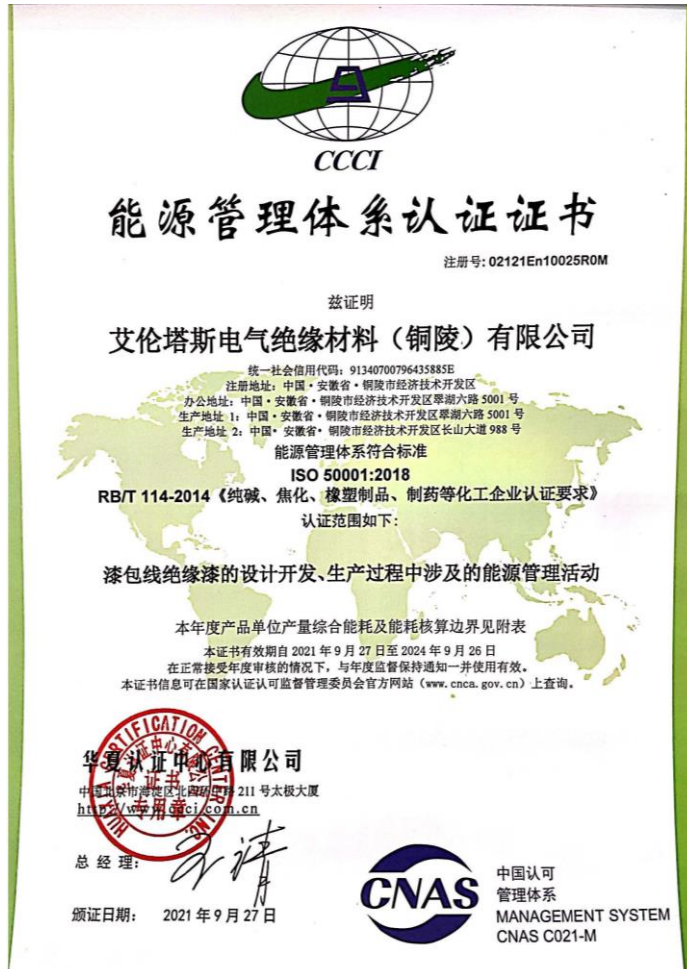 CCCI
能源管理体系认证证书
注册号: 02121En10025R0M
兹证明
艾伦塔斯电气绝缘材料（铜陵）有限公司
统一社会信用代码: 91340700796435885E
注册地址: 中国·安徽省·铜陵市经济技术开发区
办公地址: 中国·安徽省·铜陵市经济技术开发区翠湖六路 5001 号
生产地址 1: 中国·安徽省·铜陵市经济技术开发区翠湖六路 5001 号
生产地址 2: 中国·安徽省·铜陵市经济技术开发区长山大道 988 号
能源管理体系符合标准
ISO 50001:2018
RB/T 114-2014《纯碱、焦化、橡塑制品、制药等化工企业认证要求》
认证范围如下:
漆包线绝缘漆的设计开发、生产过程中涉及的能源管理活动
本年度产品单位产量综合能耗及能耗核算边界见附表
本证书有效期自 2021 年 9 月 27 日至 2024 年 9 月 26 日
在正常接受年度审核的情况下，与年度监督保持通知一并使用有效。
本证书信息可在国家认证认可监督管理委员会官方网站（www.cnca.gov.cn）上查询。
华夏认证中心有限公司
中国北京市海淀区北四环中路 211 号太极大厦
http://www.ccci.com.cn
HUAXIA CERTIFICATION CENTER INC.
华夏认证中心有限公司
证书
专用章
总经理:
颁证日期: 2021 年 9 月 27 日
CNAS
中国认可
管理体系
MANAGEMENT SYSTEM
CNAS C021-M